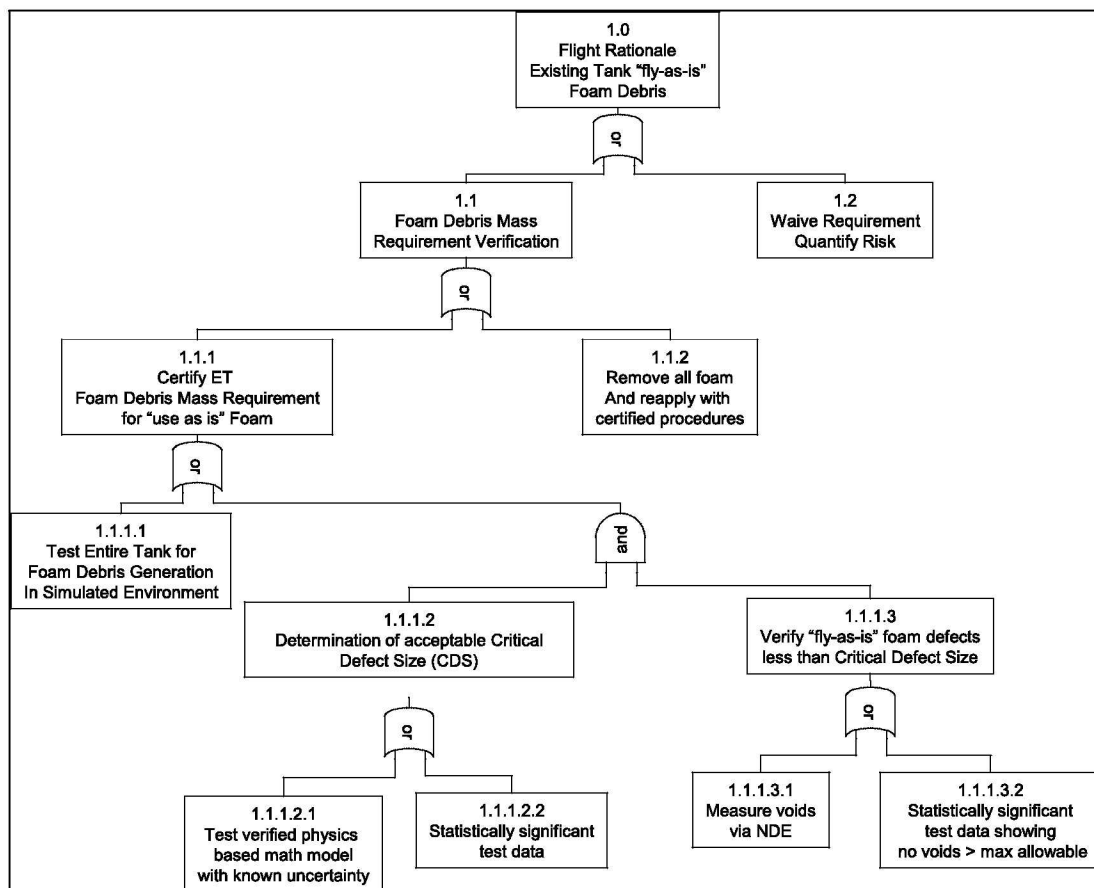 1.0
Flight Rationale
Existing Tank “fly-as-is”
Foam Debris
or
1.1
Foam Debris Mass
Requirement Verification
1.2
Waive Requirement
Quantify Risk
or
1.1.1
Certify ET
Foam Debris Mass Requirement
for “use as is” Foam
1.1.2
Remove all foam
And reapply with
certified procedures
or
1.1.1.1
Test Entire Tank for
Foam Debris Generation
In Simulated Environment
and
1.1.1.2
Determination of acceptable Critical
Defect Size (CDS)
1.1.1.3
Verify “fly-as-is” foam defects
less than Critical Defect Size
or
or
1.1.1.2.1
Test verified physics
based math model
with known uncertainty
1.1.1.2.2
Statistically significant
test data
1.1.1.3.1
Measure voids
via NDE
1.1.1.3.2
Statistically significant
test data showing
no voids > max allowable